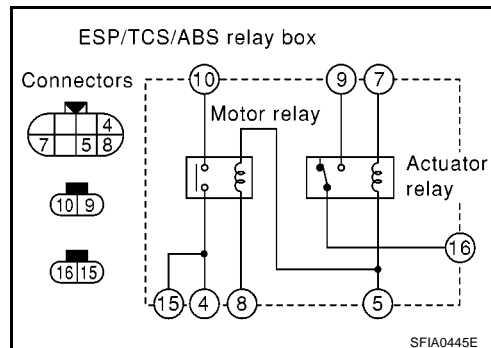 ESP/TCS/ABS relay box
Connectors
10 9 7
Motor relay
4
7 5 8
Actuator
relay
10 9
16
16 15
15 4 8 5
SFIA0445E